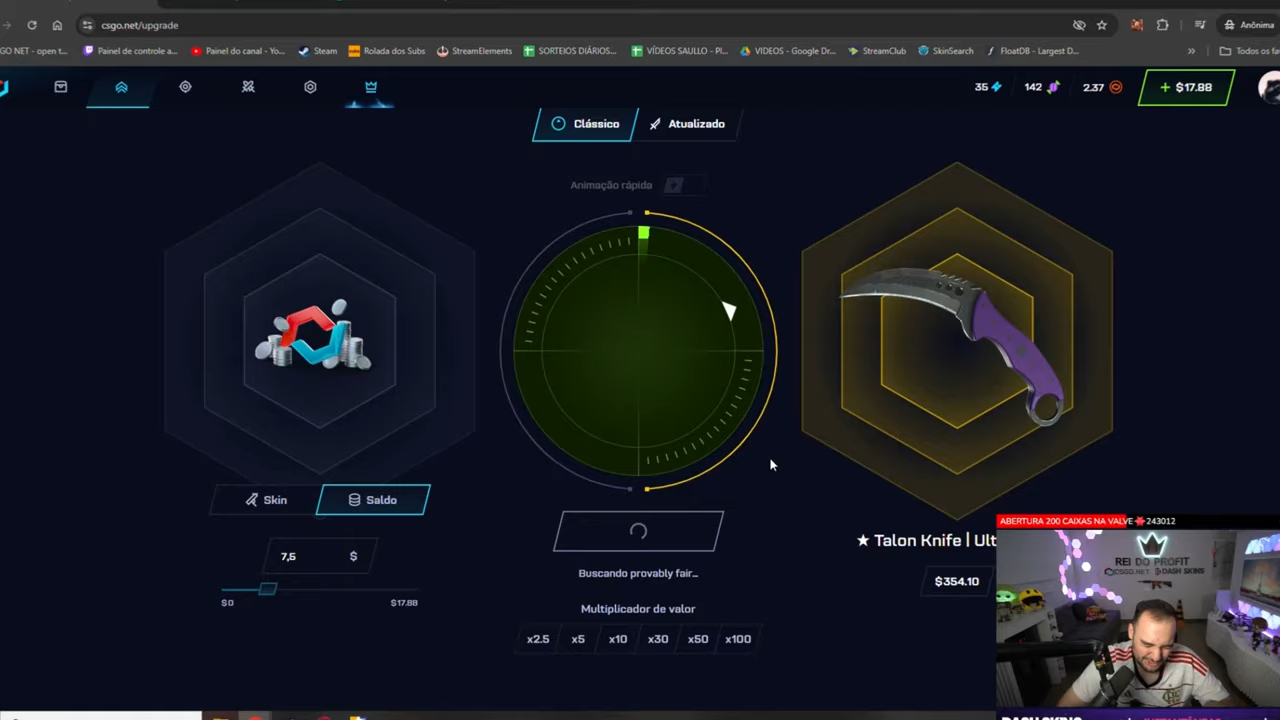 csgo.net/upgrade
Anônima
GO NET - open t...
Painel de controle a...
Painel do canal - Yo...
Steam
Rolada dos Subs
StreamElements
SORTEIOS DIÁRIOS...
VÍDEOS SAULLO - Pl...
VIDEOS - Google Dr...
StreamClub
SkinSearch
FloatDB - Largest D...
»
Todos os fa
35
142
2.37
+ $17.88
Clássico
Atualizado
Animação rápida
Skin
Saldo
7,5 $
$0
$17.88
Buscando provably fair...
Multiplicador de valor
x2.5
x5
x10
x30
x50
x100
★ Talon Knife | Ult
$354.10
ABERTURA 200 CAIXAS NA VALVE 243012
REI DO PROFIT
CSGO.NET
DASH SKINS